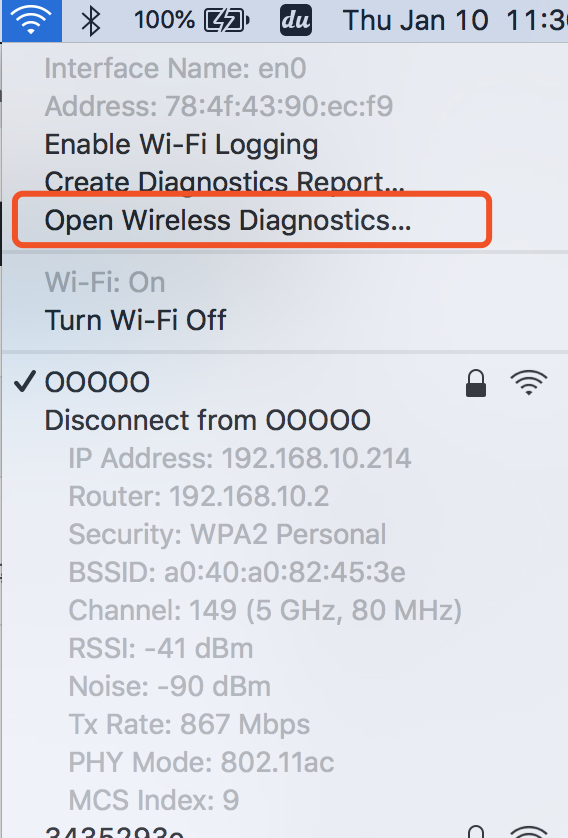 100% du Thu Jan 10 11:3
Interface Name: en0
Address: 78:4f:43:90:ec:f9
Enable Wi-Fi Logging
Create Diagnostics Report...
Open Wireless Diagnostics...
Wi-Fi: On
Turn Wi-Fi Off
✓ OOOOO
Disconnect from OOOOO
IP Address: 192.168.10.214
Router: 192.168.10.2
Security: WPA2 Personal
BSSID: a0:40:a0:82:45:3e
Channel: 149 (5 GHz, 80 MHz)
RSSI: -41 dBm
Noise: -90 dBm
Tx Rate: 867 Mbps
PHY Mode: 802.11ac
MCS Index: 9